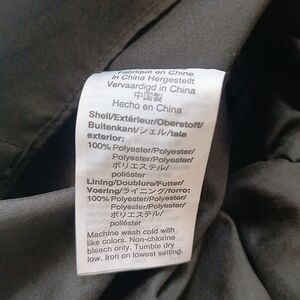 Fabriqué en Chine
in China Hergestellt
Vervaardigd in China
中国製
Hecho en China
Shell/Extérieur/Oberstoff/
Buitenkant/シェル/tela
exterior:
100% Polyester/Polyester/
Polyester/Polyester/
ポリエステル/
poliéster
Lining/Doublure/Futter/
Voering/ライニング/forro:
100% Polyester/Polyester/
Polyester/Polyester/
ポリエステル/
poliéster
Machine wash cold with
like colors. Non-chlorine
bleach only. Tumble dry
low. Iron on lowest setting.